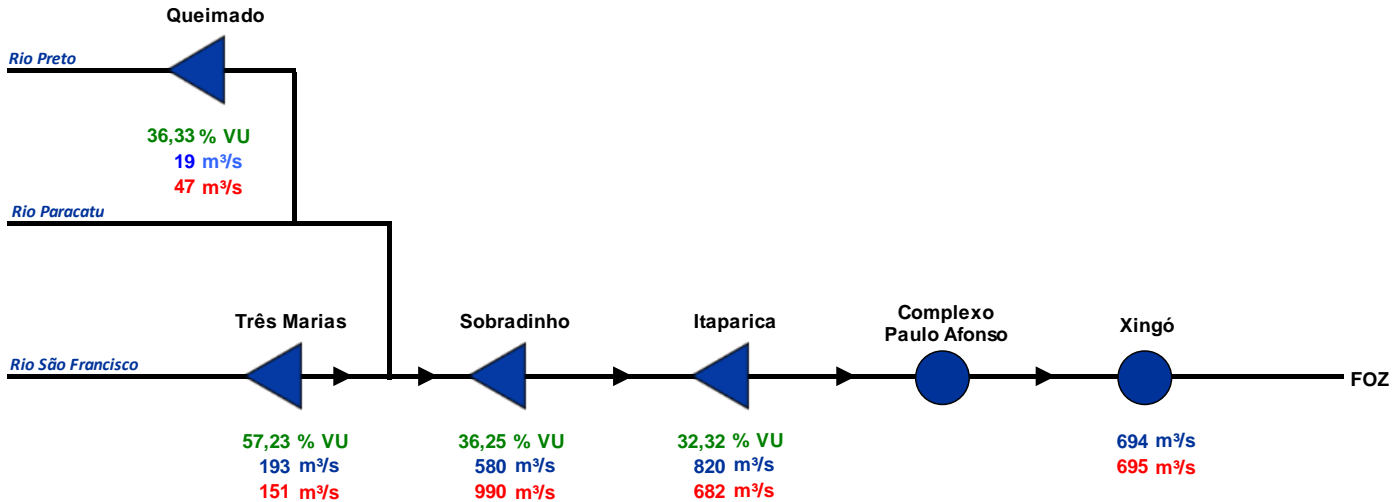 Queimado
Rio Preto
36,33 % VU
19 m³/s
47 m³/s
Rio Paracatu
Três Marias
Sobradinho
Itaparica
Complexo
Paulo Afonso
Xingó
Rio São Francisco
FOZ
57,23 % VU
193 m³/s
151 m³/s
36,25 % VU
580 m³/s
990 m³/s
32,32 % VU
820 m³/s
682 m³/s
694 m³/s
695 m³/s